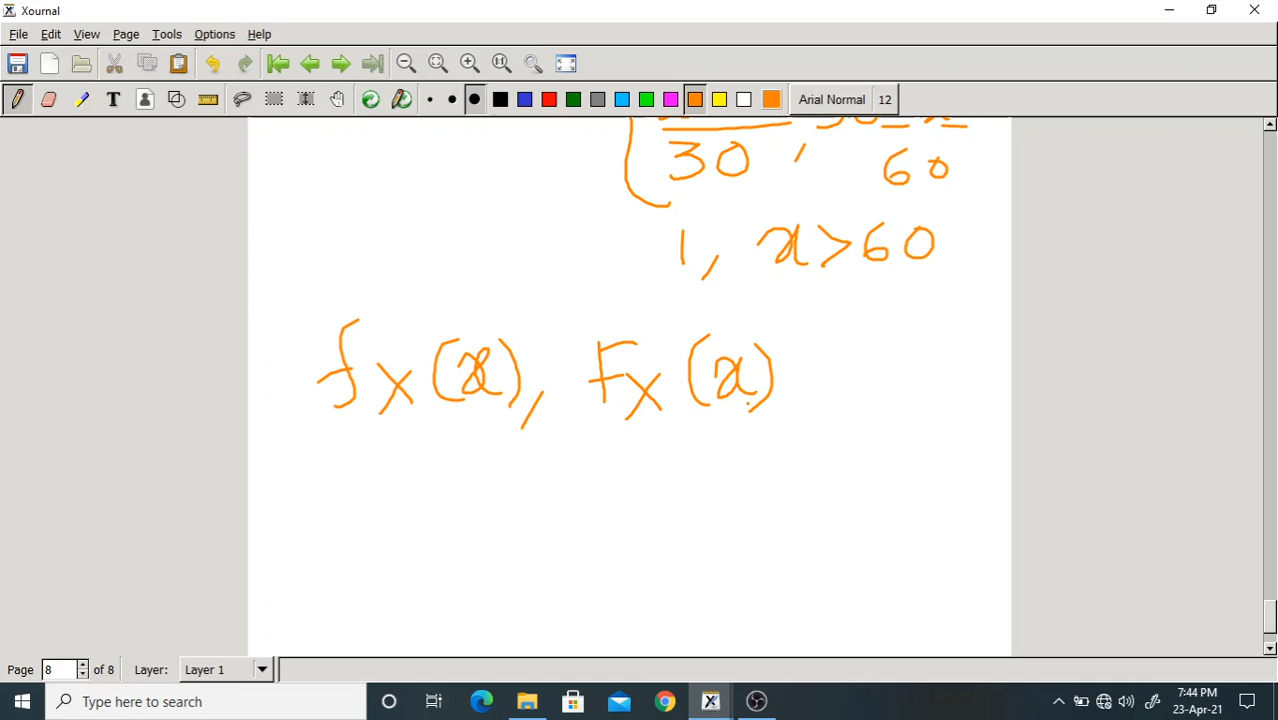 Xournal
File Edit View Page Tools Options Help
Arial Normal 12
30 , 60
1, x>60
fX(x), FX(x)
Page 8 of 8 Layer: Layer 1
Type here to search
7:44 PM
23-Apr-21